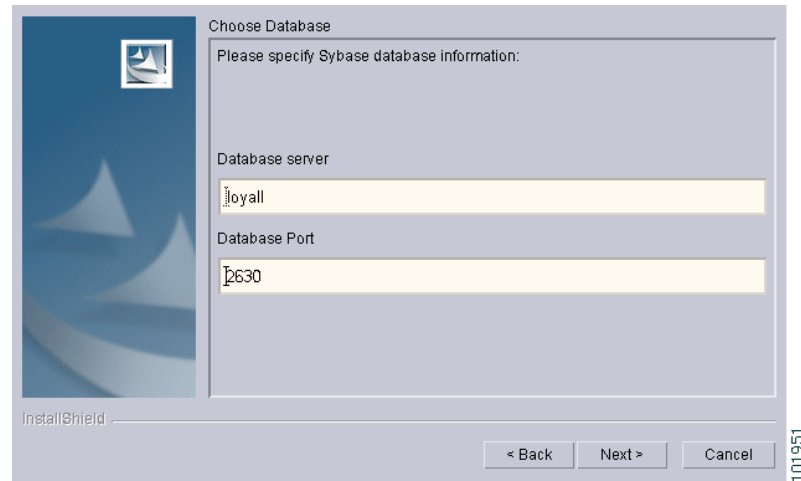 Choose Database
Please specify Sybase database information:
Database server
loyall
Database Port
2630
InstallShield
< Back
Next >
Cancel
101951